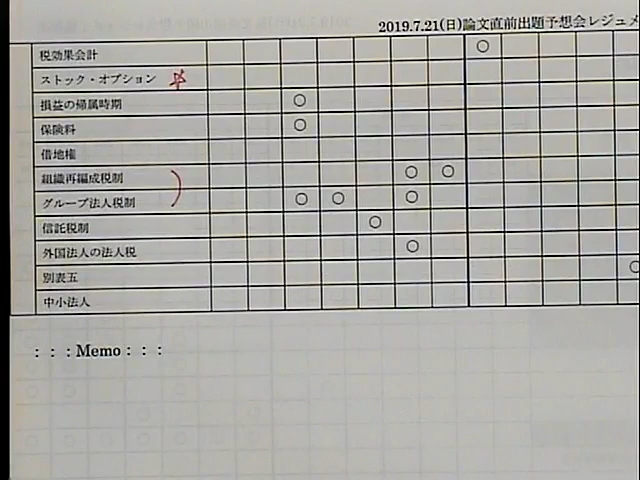 2019.7.21(日)論文直前出題予想会レジュメ
税効果会計 ○
ストック・オプション ☆
損益の帰属時期 ○
保険料 ○
借地権
組織再編成税制 ○ ○
グループ法人税制 ○ ○ ○
信託税制 ○
外国法人の法人税 ○
別表五 ○
中小法人
：：：Memo：：：